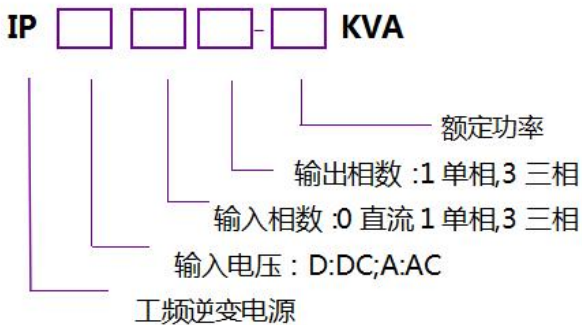 IP - KVA
额定功率
输出相数 :1 单相,3 三相
输入相数 :0 直流 1 单相,3 三相
输入电压：D:DC;A:AC
工频逆变电源